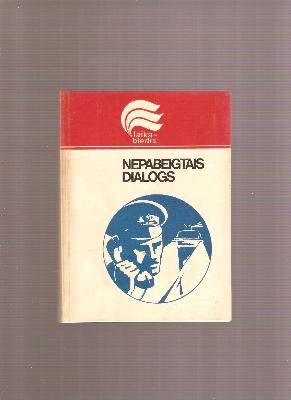 laika-
biedrs
NEPABEIGTAIS
DIALOGS